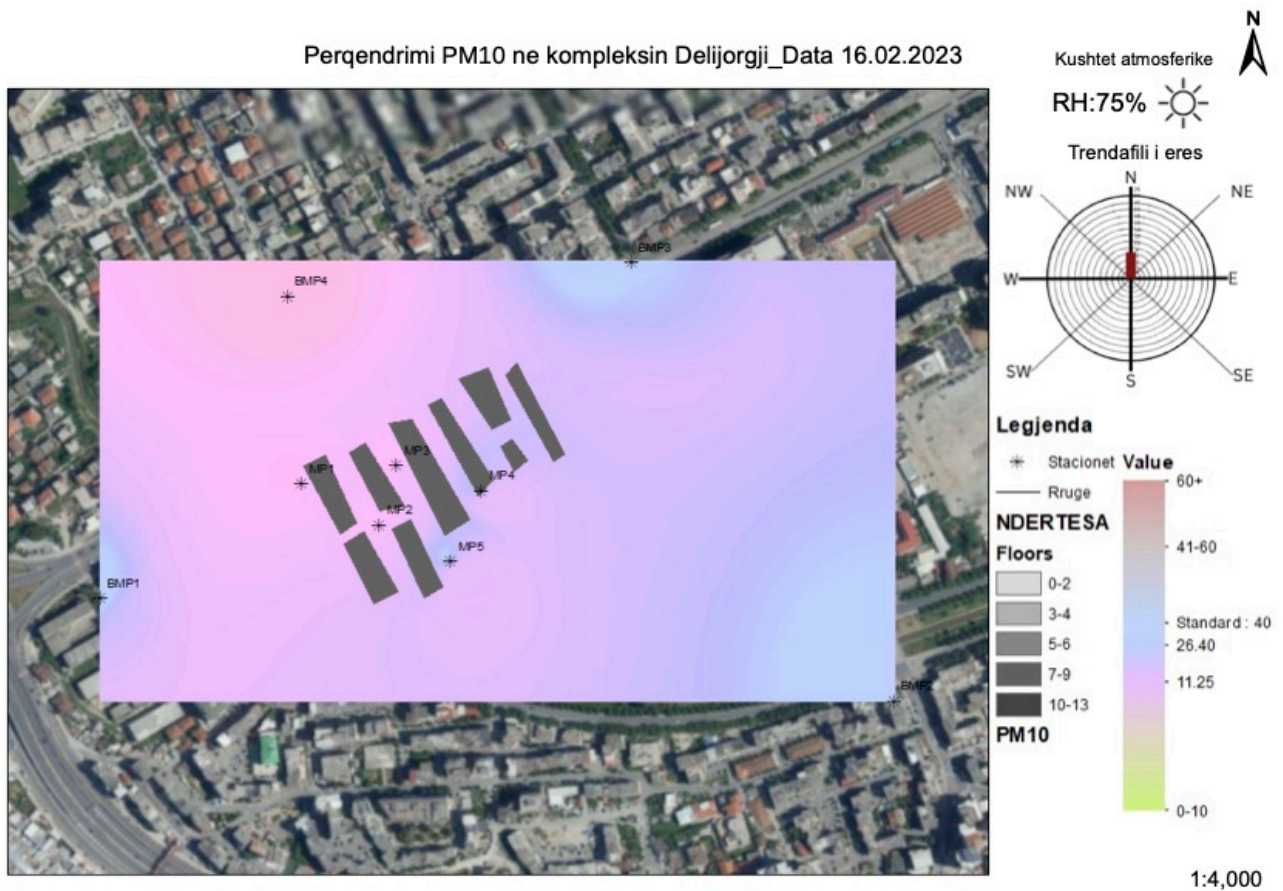 Perqendrimi PM10 ne kompleksin Delijorgji_Data 16.02.2023
N
Kushtet atmosferike
RH:75%
Trendafili i eres
N
NW
NE
W
E
SW
SE
S
BMP3
BMP4
MP3
MP1
MP4
MP2
MP5
BMP1
BMP2
Legjenda
Stacionet
Rruge
NDERTESA
Floors
0-2
3-4
5-6
7-9
10-13
PM10
Value
60+
41-60
Standard : 40
26.40
11.25
0-10
1:4,000